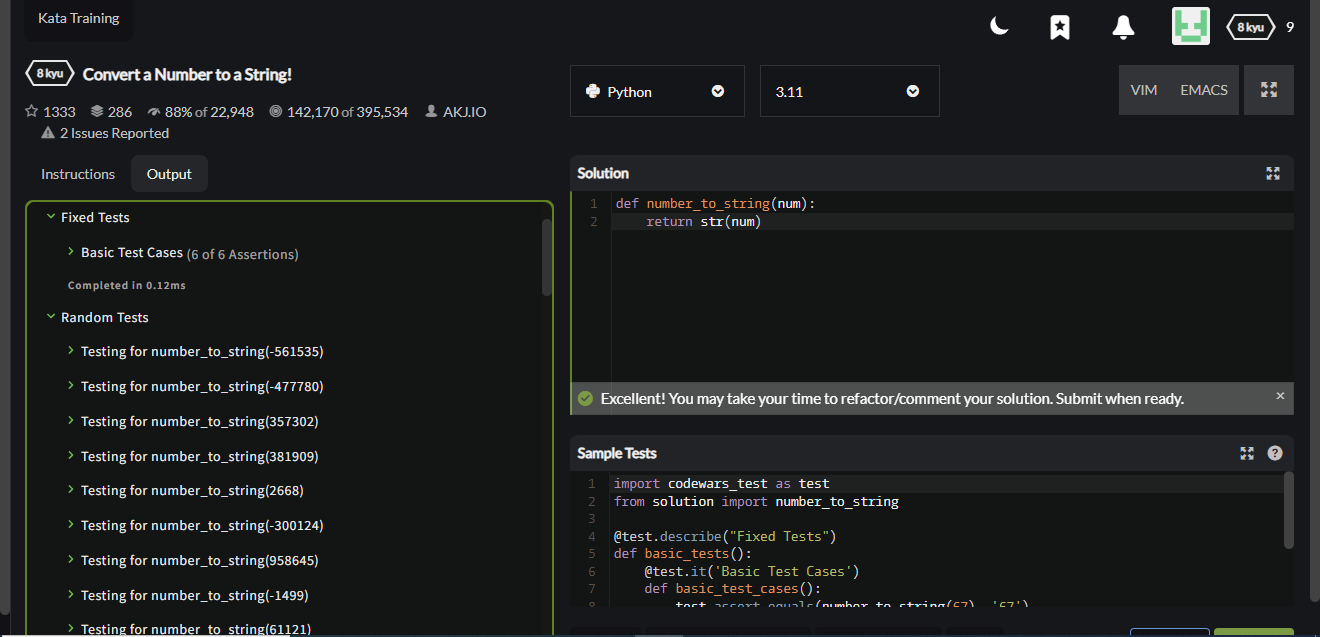 Kata Training
8 kyu
9
8 kyu Convert a Number to a String!
1333 286 88% of 22,948 142,170 of 395,534 AKJ.IO
2 Issues Reported
Instructions Output
Fixed Tests
Basic Test Cases (6 of 6 Assertions)
Completed in 0.12ms
Random Tests
Testing for number_to_string(-561535)
Testing for number_to_string(-477780)
Testing for number_to_string(357302)
Testing for number_to_string(381909)
Testing for number_to_string(2668)
Testing for number_to_string(-300124)
Testing for number_to_string(958645)
Testing for number_to_string(-1499)
Testing for number_to_string(61121)
Python 3.11 VIM EMACS
Solution
1 def number_to_string(num):
2 return str(num)
Excellent! You may take your time to refactor/comment your solution. Submit when ready.
Sample Tests
1 import codewars_test as test
2 from solution import number_to_string
3
4 @test.describe("Fixed Tests")
5 def basic_tests():
6 @test.it('Basic Test Cases')
7 def basic_test_cases():
8 test.assert_equals(number_to_string(67), '67')